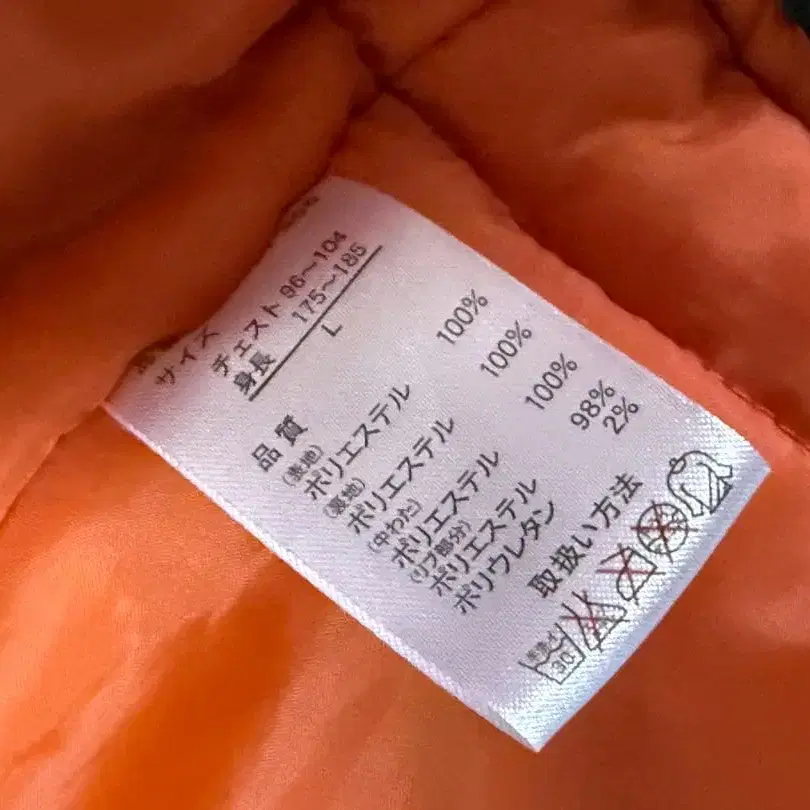 サイズ
チェスト 96～104
身長 175～185
L
品質
(表地)
ポリエステル 100%
(裏地)
ポリエステル 100%
(中わた)
ポリエステル 100%
(リブ部分)
ポリエステル 98%
ポリウレタン 2%
取扱い方法
30